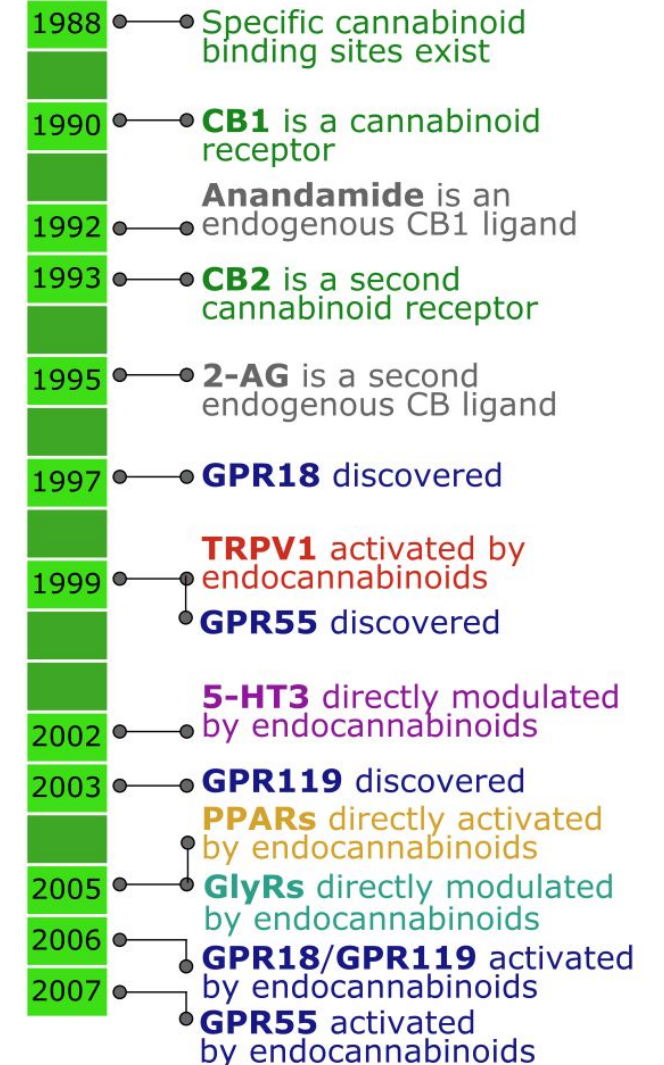 1988
Specific cannabinoid
binding sites exist
1990
CB1 is a cannabinoid
receptor
Anandamide is an
1992
endogenous CB1 ligand
1993
CB2 is a second
cannabinoid receptor
1995
2-AG is a second
endogenous CB ligand
1997
GPR18 discovered
TRPV1 activated by
1999
endocannabinoids
GPR55 discovered
5-HT3 directly modulated
2002
by endocannabinoids
2003
GPR119 discovered
PPARs directly activated
by endocannabinoids
2005
GlyRs directly modulated
by endocannabinoids
2006
GPR18/GPR119 activated
by endocannabinoids
2007
GPR55 activated
by endocannabinoids